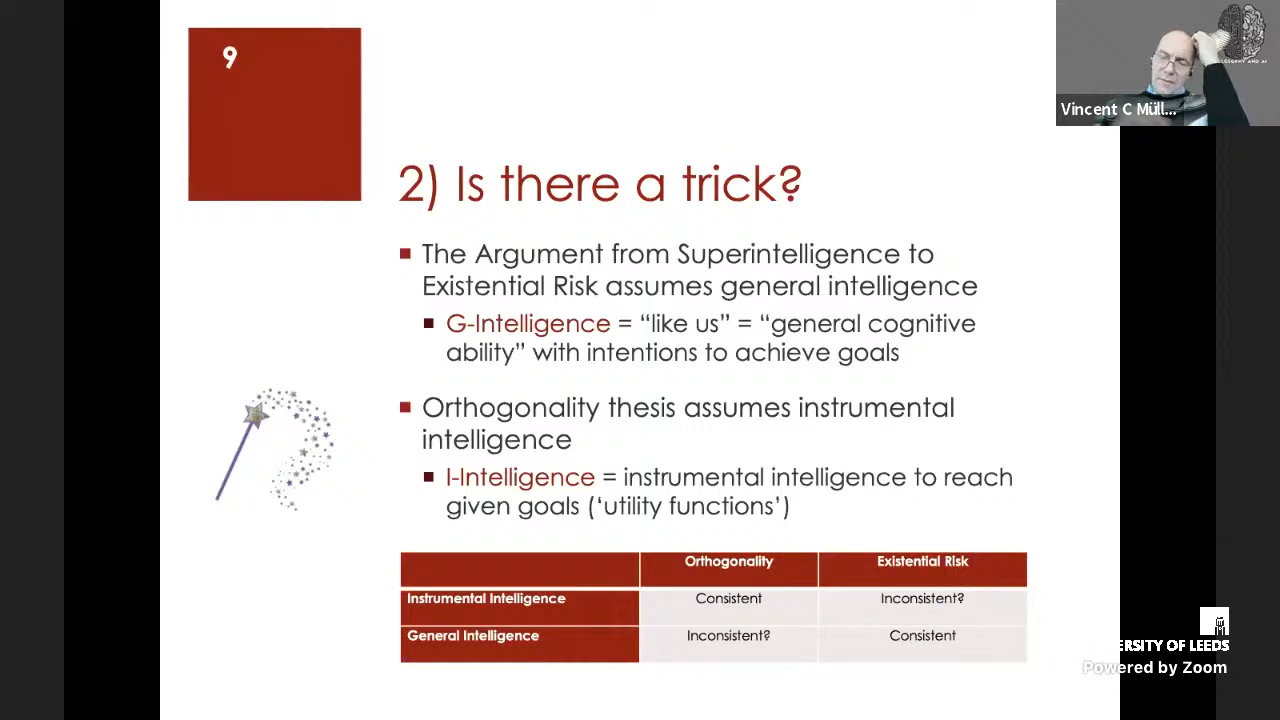 9
Vincent C Müll...
2) Is there a trick?
■ The Argument from Superintelligence to
Existential Risk assumes general intelligence
■ G-Intelligence = “like us” = “general cognitive
ability” with intentions to achieve goals
■ Orthogonality thesis assumes instrumental
intelligence
■ I-Intelligence = instrumental intelligence to reach
given goals (‘utility functions’)
Orthogonality Existential Risk
Instrumental Intelligence Consistent Inconsistent?
General Intelligence Inconsistent? Consistent
ERSITY OF LEEDS
Powered by Zoom